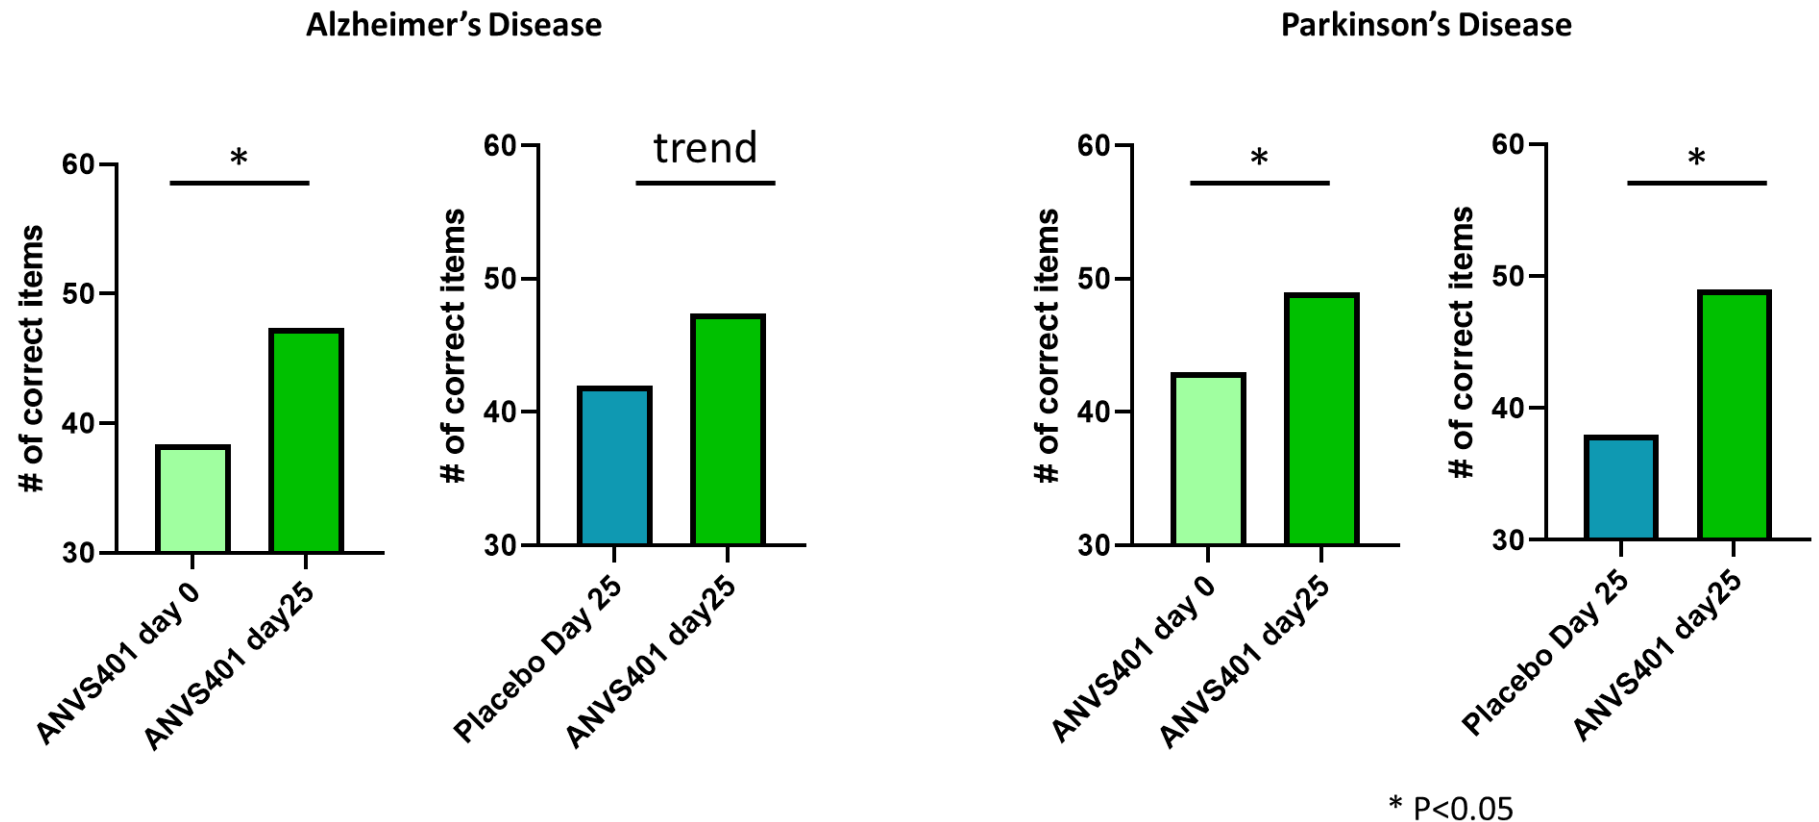 Alzheimer's Disease
Parkinson's Disease
*
60
50
40
30
# of correct items
ANVS401 day 0
ANVS401 day25
trend
60
50
40
30
# of correct items
Placebo Day 25
ANVS401 day25
*
60
50
40
30
# of correct items
ANVS401 day 0
ANVS401 day25
*
60
50
40
30
# of correct items
Placebo Day 25
ANVS401 day25
* P<0.05